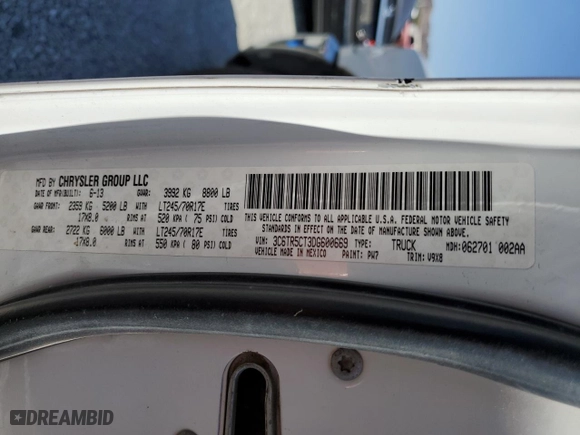 MFD BY CHRYSLER GROUP LLC
DATE OF MFD(BUILT): 6-13 GVWR: 3992 KG 8800 LB
GAWR FRONT: 2359 KG 5200 LB LT245/70R17E TIRES
17X8.0 RIMS AT 520 KPA ( 75 PSI) COLD
GAWR REAR: 2722 KG 6000 LB LT245/70R17E TIRES
17X8.0 RIMS AT 550 KPA ( 80 PSI) COLD
THIS VEHICLE CONFORMS TO ALL APPLICABLE U.S.A. FEDERAL MOTOR VEHICLE SAFETY
STANDARDS IN EFFECT ON THE DATE OF MANUFACTURE SHOWN ABOVE.
VIN: 3C6TR5CT3DG600669 TYPE: TRUCK MDH:062701 002AA
VEHICLE MADE IN MEXICO PAINT: PW7 TRIM: V9X8
DREAMBID